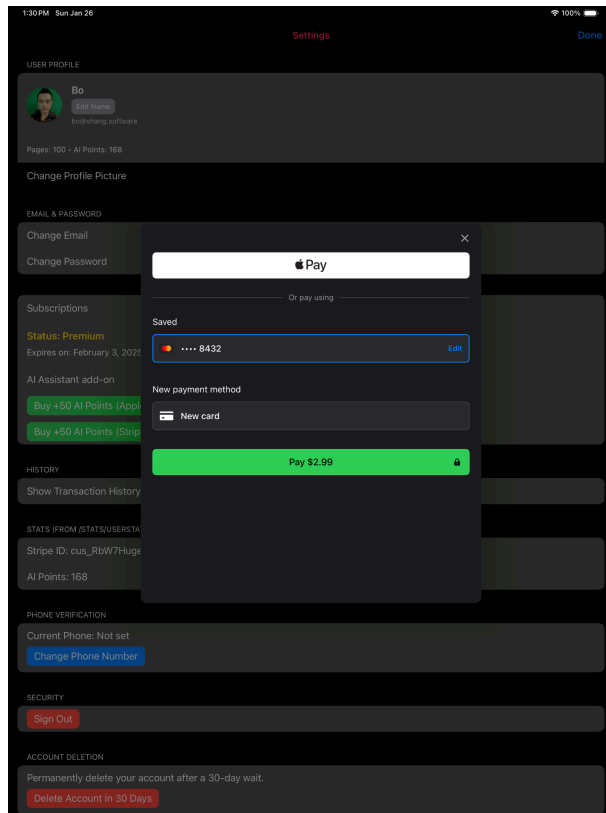 1:30 PM Sun Jan 26
100%
Settings
Done
USER PROFILE
Bo
Edit Name
bo@shang.software
Pages: 100 • AI Points: 168
Change Profile Picture
EMAIL & PASSWORD
Change Email
Change Password
Pay
Or pay using
Saved
•••• 8432
Edit
New payment method
New card
Pay $2.99
Subscriptions
Status: Premium
Expires on: February 3, 2025
AI Assistant add-on
Buy +50 AI Points (Appl
Buy +50 AI Points (Strip
HISTORY
Show Transaction History
STATS (FROM /STATS/USERSTA
Stripe ID: cus_RbW7Huge
AI Points: 168
PHONE VERIFICATION
Current Phone: Not set
Change Phone Number
SECURITY
Sign Out
ACCOUNT DELETION
Permanently delete your account after a 30-day wait.
Delete Account in 30 Days